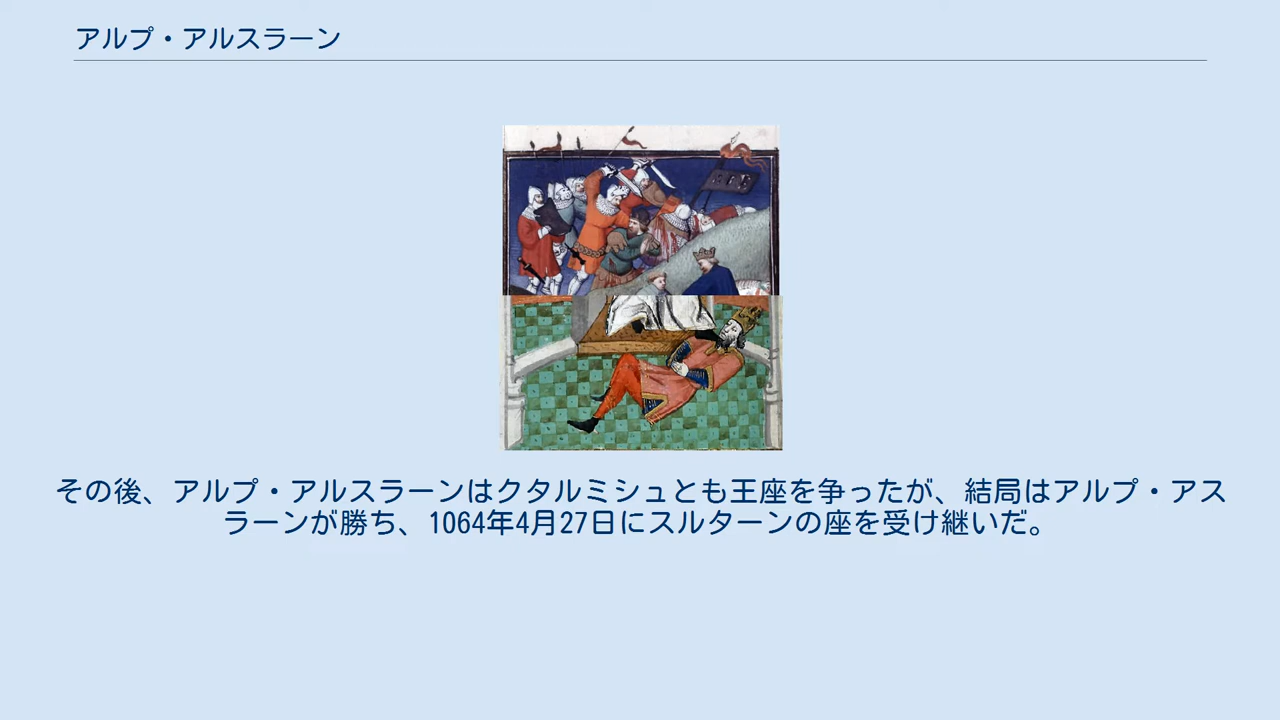 アルプ・アルスラーン
その後、アルプ・アルスラーンはクタルミシュとも王座を争ったが、結局はアルプ・アス
ラーンが勝ち、1064年4月27日にスルターンの座を受け継いだ。